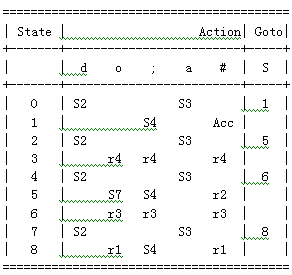 =========================================
| State | Action| Goto|
+-------+-------------------------+-----+
| | d o ; a # | S |
+-------+-------------------------+-----+
| 0 | S2 S3 | 1 |
| 1 | S4 Acc | |
| 2 | S2 S3 | 5 |
| 3 | r4 r4 r4 | |
| 4 | S2 S3 | 6 |
| 5 | S7 S4 r2 | |
| 6 | r3 r3 r3 | |
| 7 | S2 S3 | 8 |
| 8 | r1 S4 r1 | |
=========================================